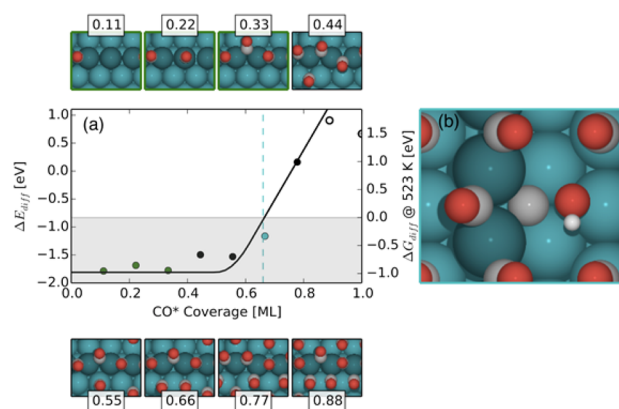 0.11 0.22 0.33 0.44
(a)
(b)
1.0
0.5
0.0
−0.5
−1.0
−1.5
−2.0
ΔE_diff [eV]
1.5
1.0
0.5
0.0
−0.5
−1.0
ΔG_diff @ 523 K [eV]
0.0 0.2 0.4 0.6 0.8 1.0
CO* Coverage [ML]
0.55 0.66 0.77 0.88